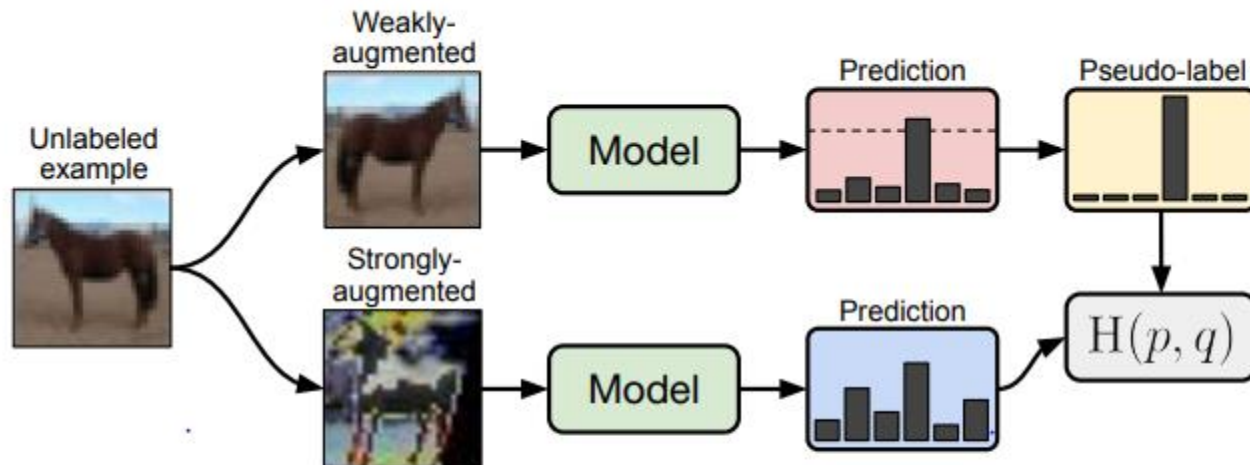 Unlabeled
example
Weakly-
augmented
Model
Prediction
Pseudo-label
Strongly-
augmented
Model
Prediction
H(p, q)